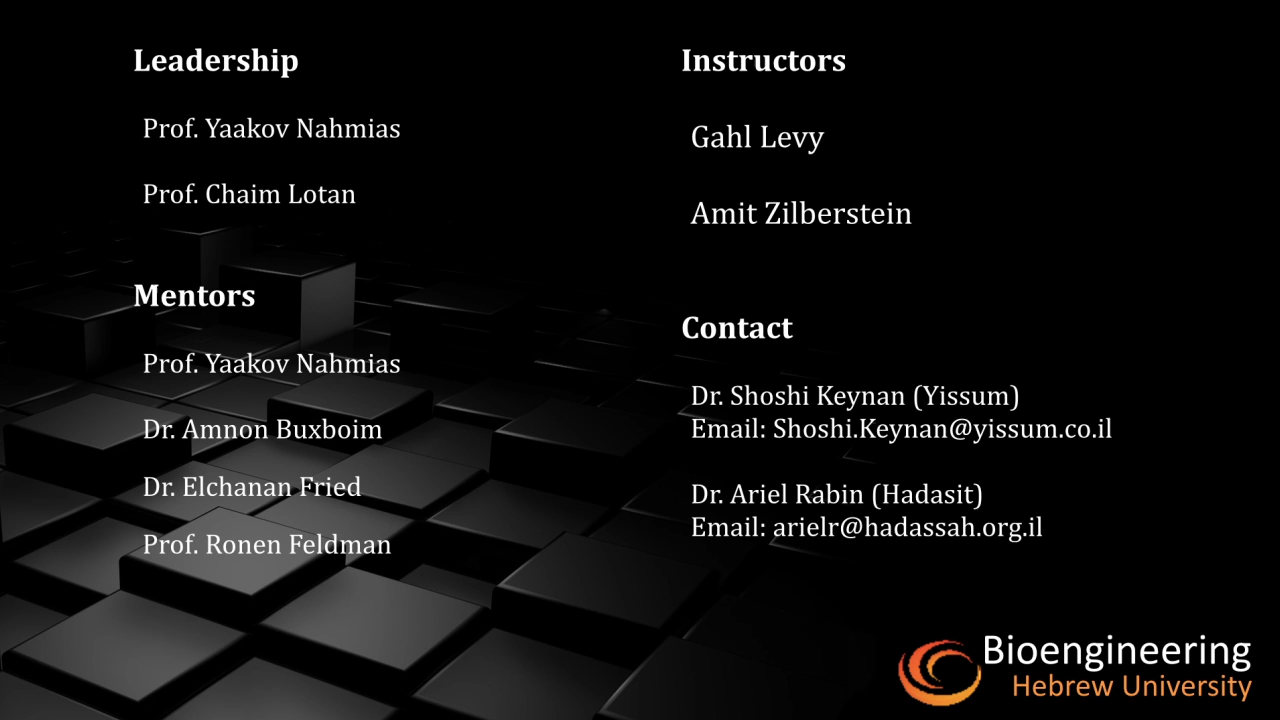 Leadership
Prof. Yaakov Nahmias
Prof. Chaim Lotan
Mentors
Prof. Yaakov Nahmias
Dr. Amnon Buxboim
Dr. Elchanan Fried
Prof. Ronen Feldman
Instructors
Gahl Levy
Amit Zilberstein
Contact
Dr. Shoshi Keynan (Yissum)
Email: Shoshi.Keynan@yissum.co.il
Dr. Ariel Rabin (Hadasit)
Email: arielr@hadassah.org.il
Bioengineering
Hebrew University